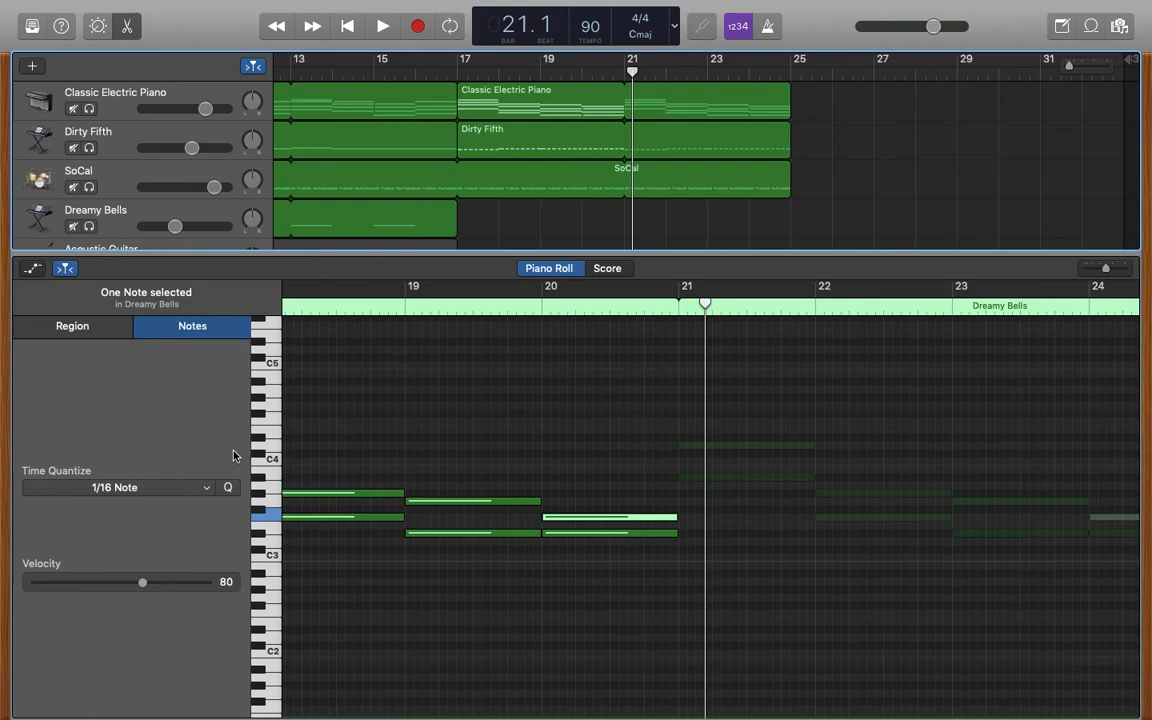 1234
21.1
BAR
BEAT
90
TEMPO
4/4
Cmaj
13
15
17
19
21
23
25
27
29
31
Classic Electric Piano
L
R
Classic Electric Piano
Dirty Fifth
L
R
Dirty Fifth
SoCal
L
R
SoCal
Dreamy Bells
L
R
Acoustic Guitar
Piano Roll
Score
One Note selected
in Dreamy Bells
19
20
21
22
23
24
Dreamy Bells
Region
Notes
C5
C4
Time Quantize
1/16 Note
Q
C3
Velocity
80
C2